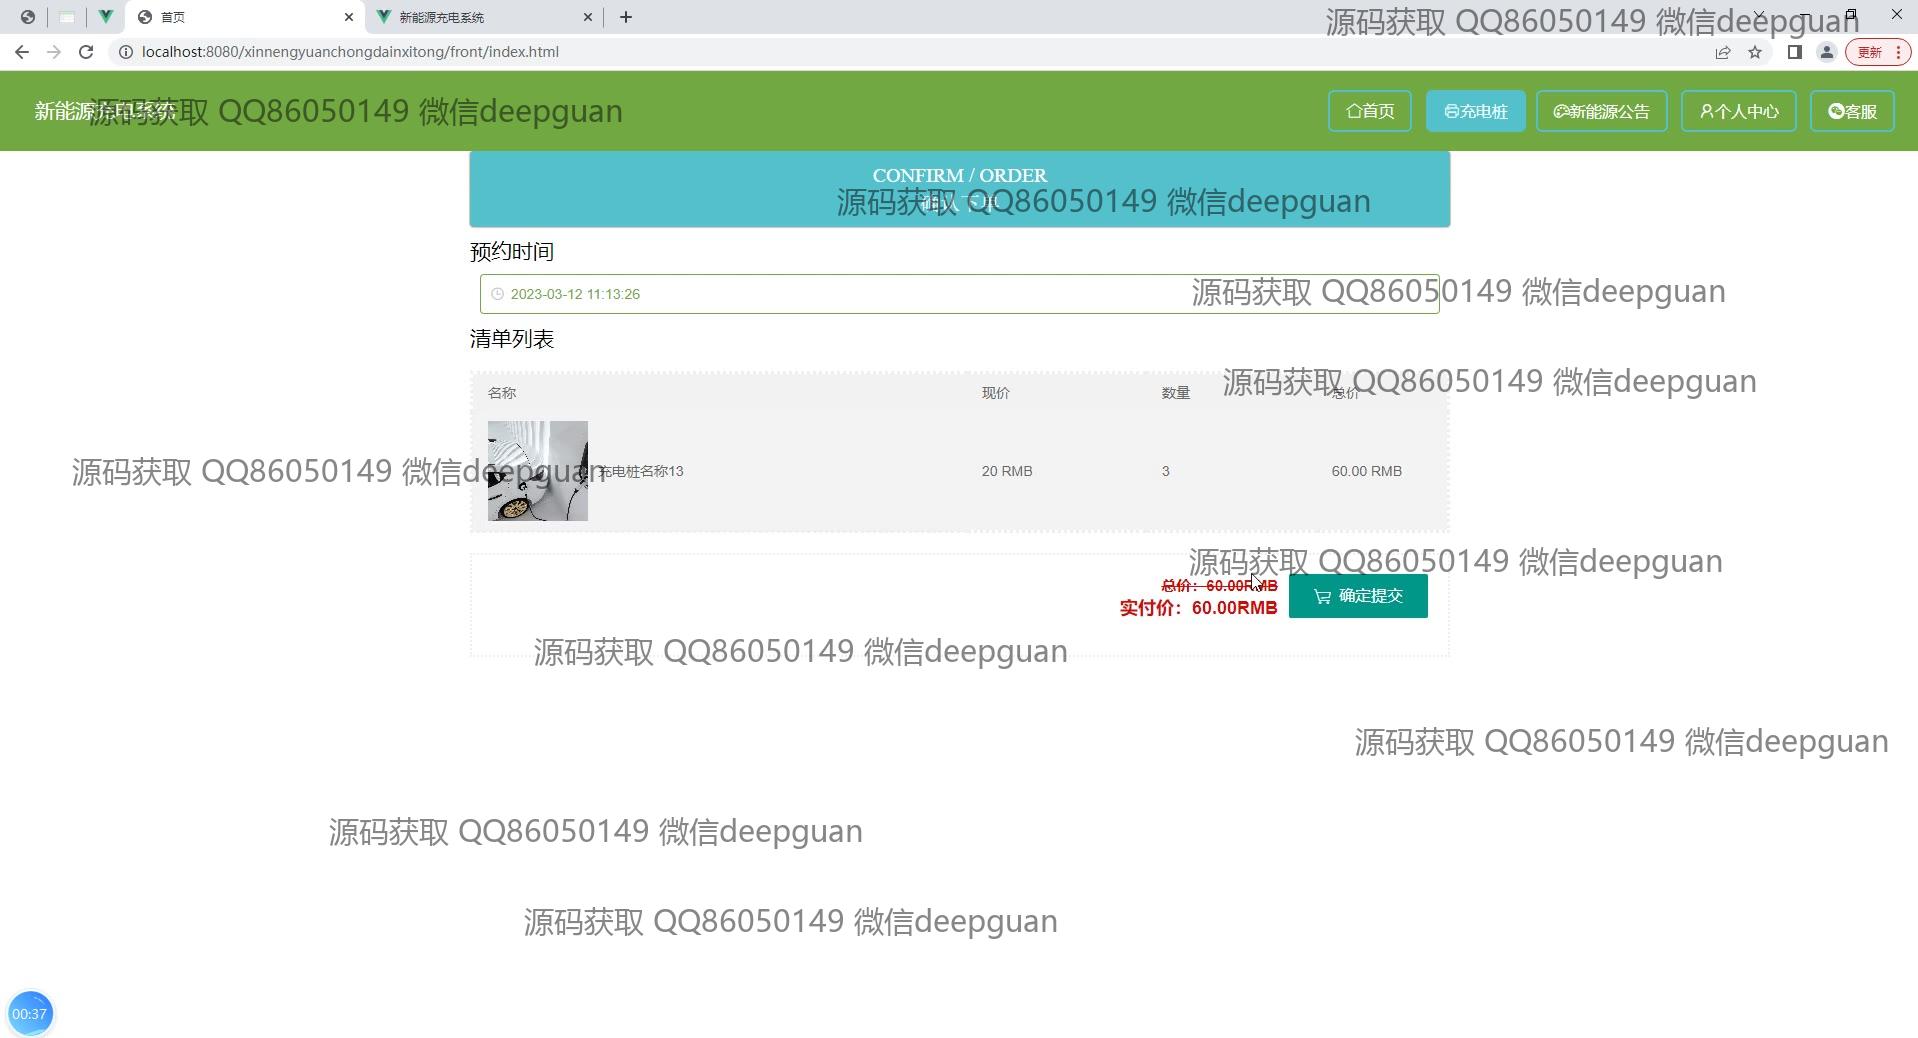 首页
新能源充电系统
源码获取 QQ86050149 微信deepguan
localhost:8080/xinnengyuanchongdainxitong/front/index.html
更新
新能源充电系统
源码获取 QQ86050149 微信deepguan
首页
充电桩
新能源公告
个人中心
客服
CONFIRM / ORDER
确认下单
源码获取 QQ86050149 微信deepguan
预约时间
2023-03-12 11:13:26
源码获取 QQ86050149 微信deepguan
清单列表
名称
现价
数量
总价
源码获取 QQ86050149 微信deepguan
源码获取 QQ86050149 微信deepguan
充电桩名称13
20 RMB
3
60.00 RMB
源码获取 QQ86050149 微信deepguan
总价：60.00RMB
实付价：60.00RMB
确定提交
源码获取 QQ86050149 微信deepguan
源码获取 QQ86050149 微信deepguan
源码获取 QQ86050149 微信deepguan
源码获取 QQ86050149 微信deepguan
00:37